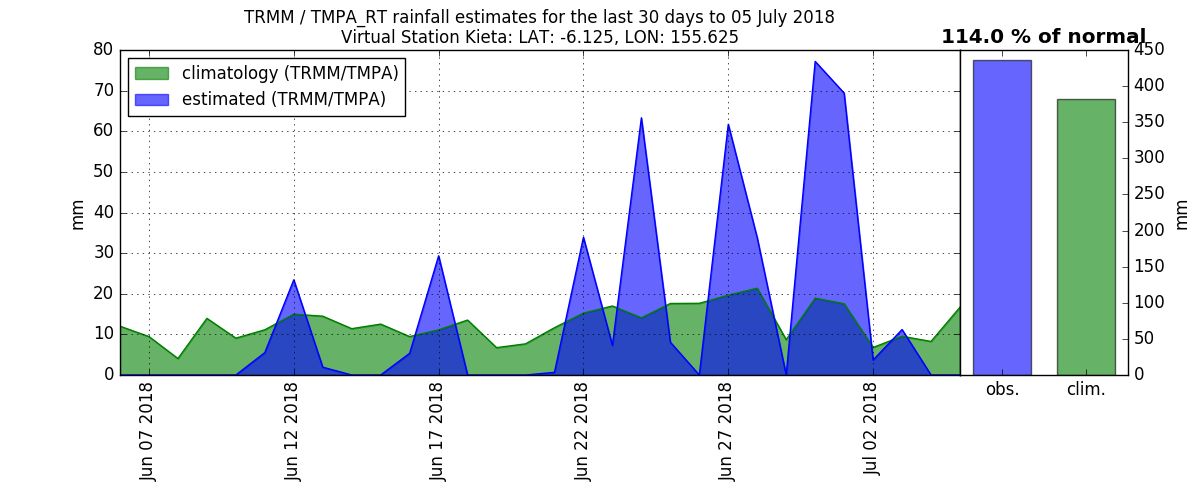 TRMM / TMPA_RT rainfall estimates for the last 30 days to 05 July 2018
Virtual Station Kieta: LAT: -6.125, LON: 155.625
114.0 % of normal
climatology (TRMM/TMPA)
estimated (TRMM/TMPA)
80
70
60
50
40
30
20
10
0
mm
Jun 07 2018
Jun 12 2018
Jun 17 2018
Jun 22 2018
Jun 27 2018
Jul 02 2018
450
400
350
300
250
200
150
100
50
0
mm
obs.
clim.